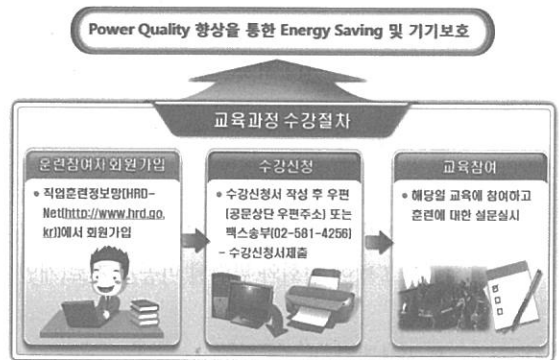 Power Quality 향상을 통한 Energy Saving 및 기기보호
교육과정 수강절차
훈련참여자 회원가입
• 직업훈련정보망(HRD-
Net(http://www.hrd.go.
kr))에서 회원가입
수강신청
• 수강신청서 작성 후 우편
(공문상단 우편주소) 또는
팩스송부(02-581-4256)
- 수강신청서제출
교육참여
• 해당일 교육에 참여하고
훈련에 대한 설문실시